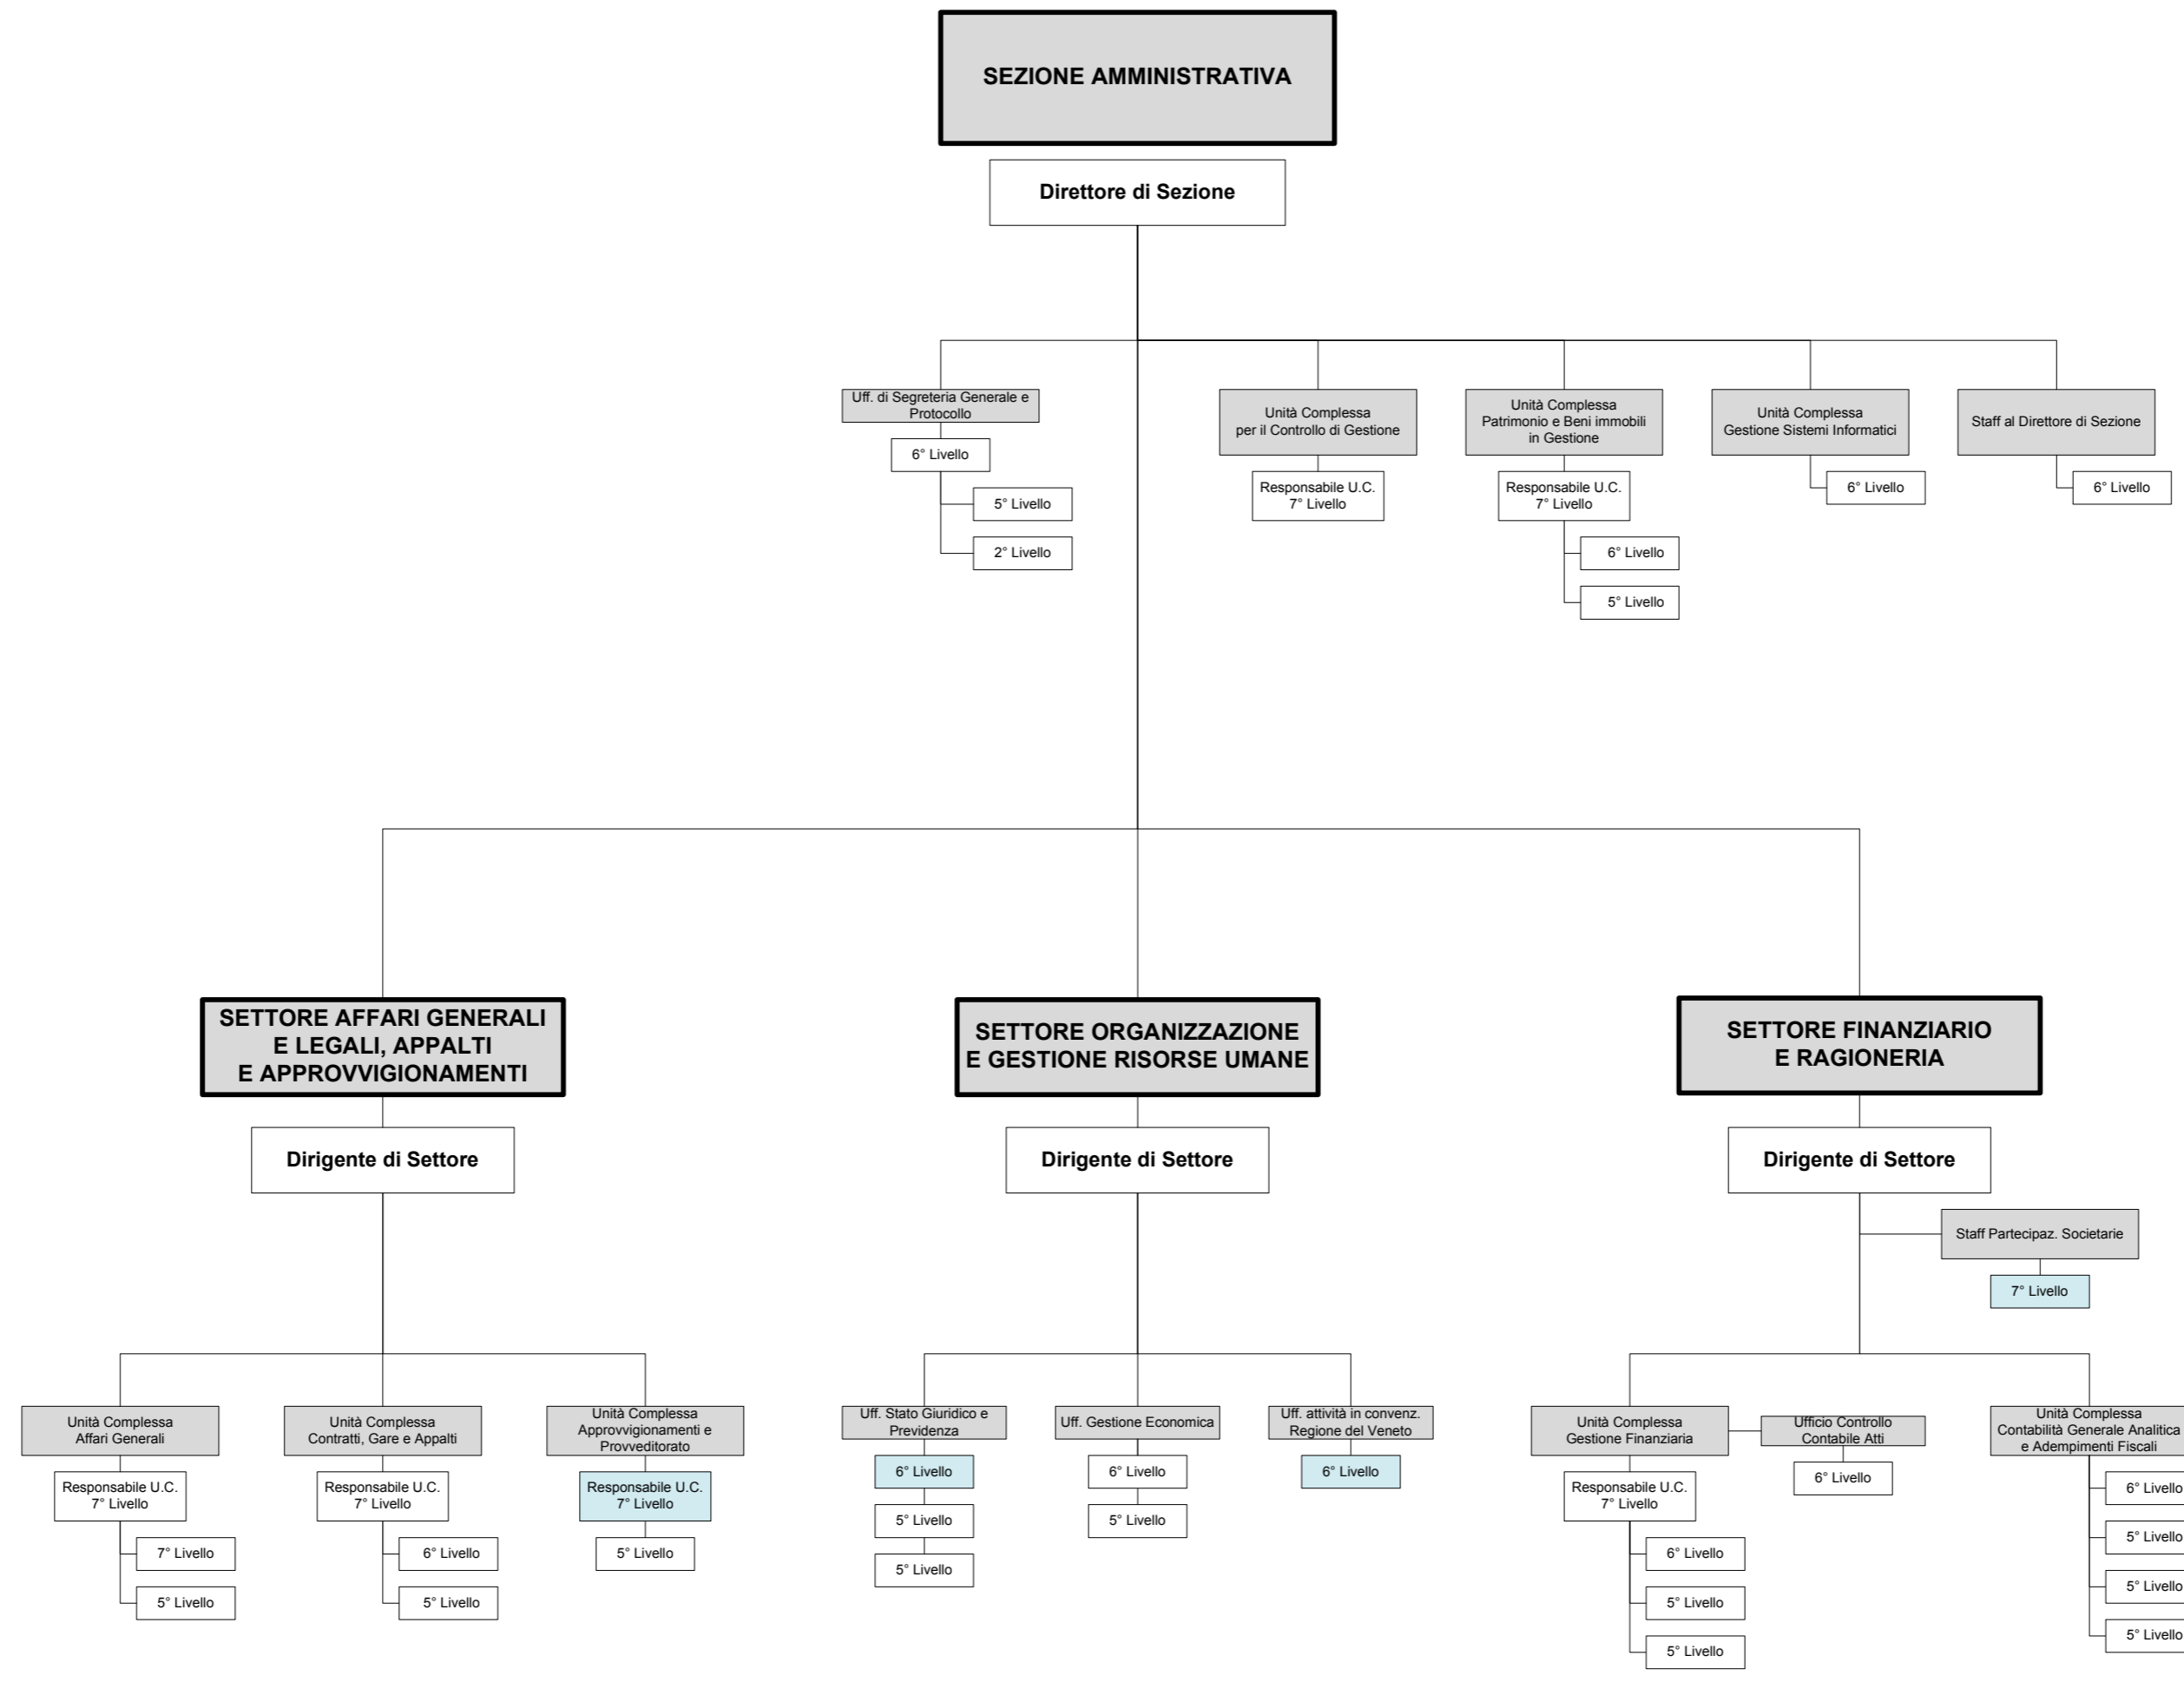 SEZIONE AMMINISTRATIVA
Direttore di Sezione
Uff. di Segreteria Generale e
Protocollo
6° Livello
5° Livello
2° Livello
Unità Complessa
per il Controllo di Gestione
Responsabile U.C.
7° Livello
Unità Complessa
Patrimonio e Beni immobili
in Gestione
Responsabile U.C.
7° Livello
6° Livello
5° Livello
Unità Complessa
Gestione Sistemi Informatici
6° Livello
Staff al Direttore di Sezione
6° Livello
SETTORE AFFARI GENERALI
E LEGALI, APPALTI
E APPROVVIGIONAMENTI
Dirigente di Settore
Unità Complessa
Affari Generali
Responsabile U.C.
7° Livello
7° Livello
5° Livello
Unità Complessa
Contratti, Gare e Appalti
Responsabile U.C.
7° Livello
6° Livello
5° Livello
Unità Complessa
Approvvigionamenti e
Provveditorato
Responsabile U.C.
7° Livello
5° Livello
SETTORE ORGANIZZAZIONE
E GESTIONE RISORSE UMANE
Dirigente di Settore
Uff. Stato Giuridico e
Previdenza
6° Livello
5° Livello
5° Livello
Uff. Gestione Economica
6° Livello
5° Livello
Uff. attività in convenz.
Regione del Veneto
6° Livello
SETTORE FINANZIARIO
E RAGIONERIA
Dirigente di Settore
Staff Partecipaz. Societarie
7° Livello
Unità Complessa
Gestione Finanziaria
Responsabile U.C.
7° Livello
6° Livello
5° Livello
5° Livello
Ufficio Controllo
Contabile Atti
6° Livello
Unità Complessa
Contabilità Generale Analitica
e Adempimenti Fiscali
6° Livello
5° Livello
5° Livello
5° Livello